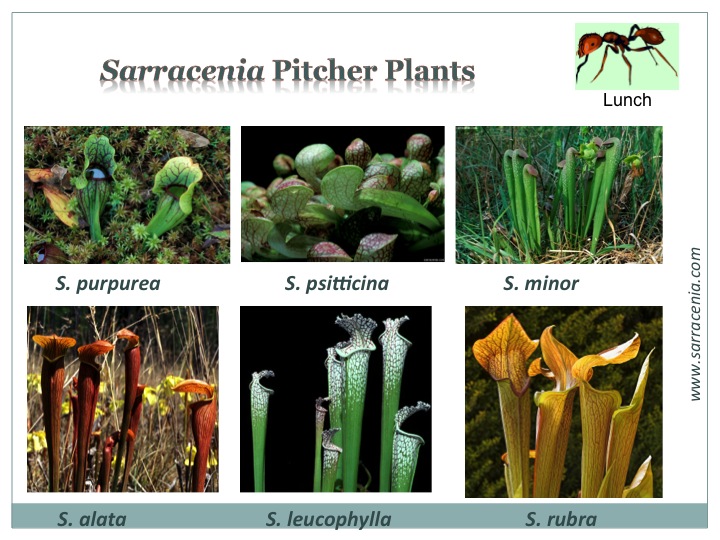 Sarracenia Pitcher Plants
Lunch
S. purpurea
S. psitticina
S. minor
www.sarracenia.com
S. alata
S. leucophylla
S. rubra